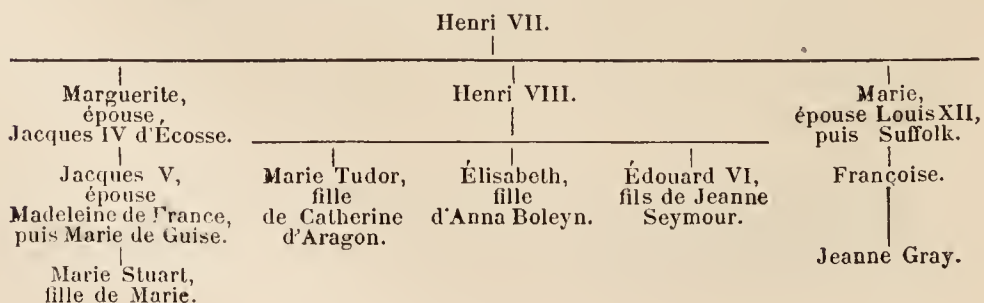 Henri VII.
Marguerite,
épouse
Jacques IV d'Écosse.
Henri VIII.
Marie,
épouse Louis XII,
puis Suffolk.
Jacques V,
épouse
Madeleine de France,
puis Marie de Guise.
Marie Tudor,
fille
de Catherine
d'Aragon.
Élisabeth,
fille
d'Anna Boleyn.
Édouard VI,
fils de Jeanne
Seymour.
Françoise.
Marie Stuart,
fille de Marie.
Jeanne Gray.